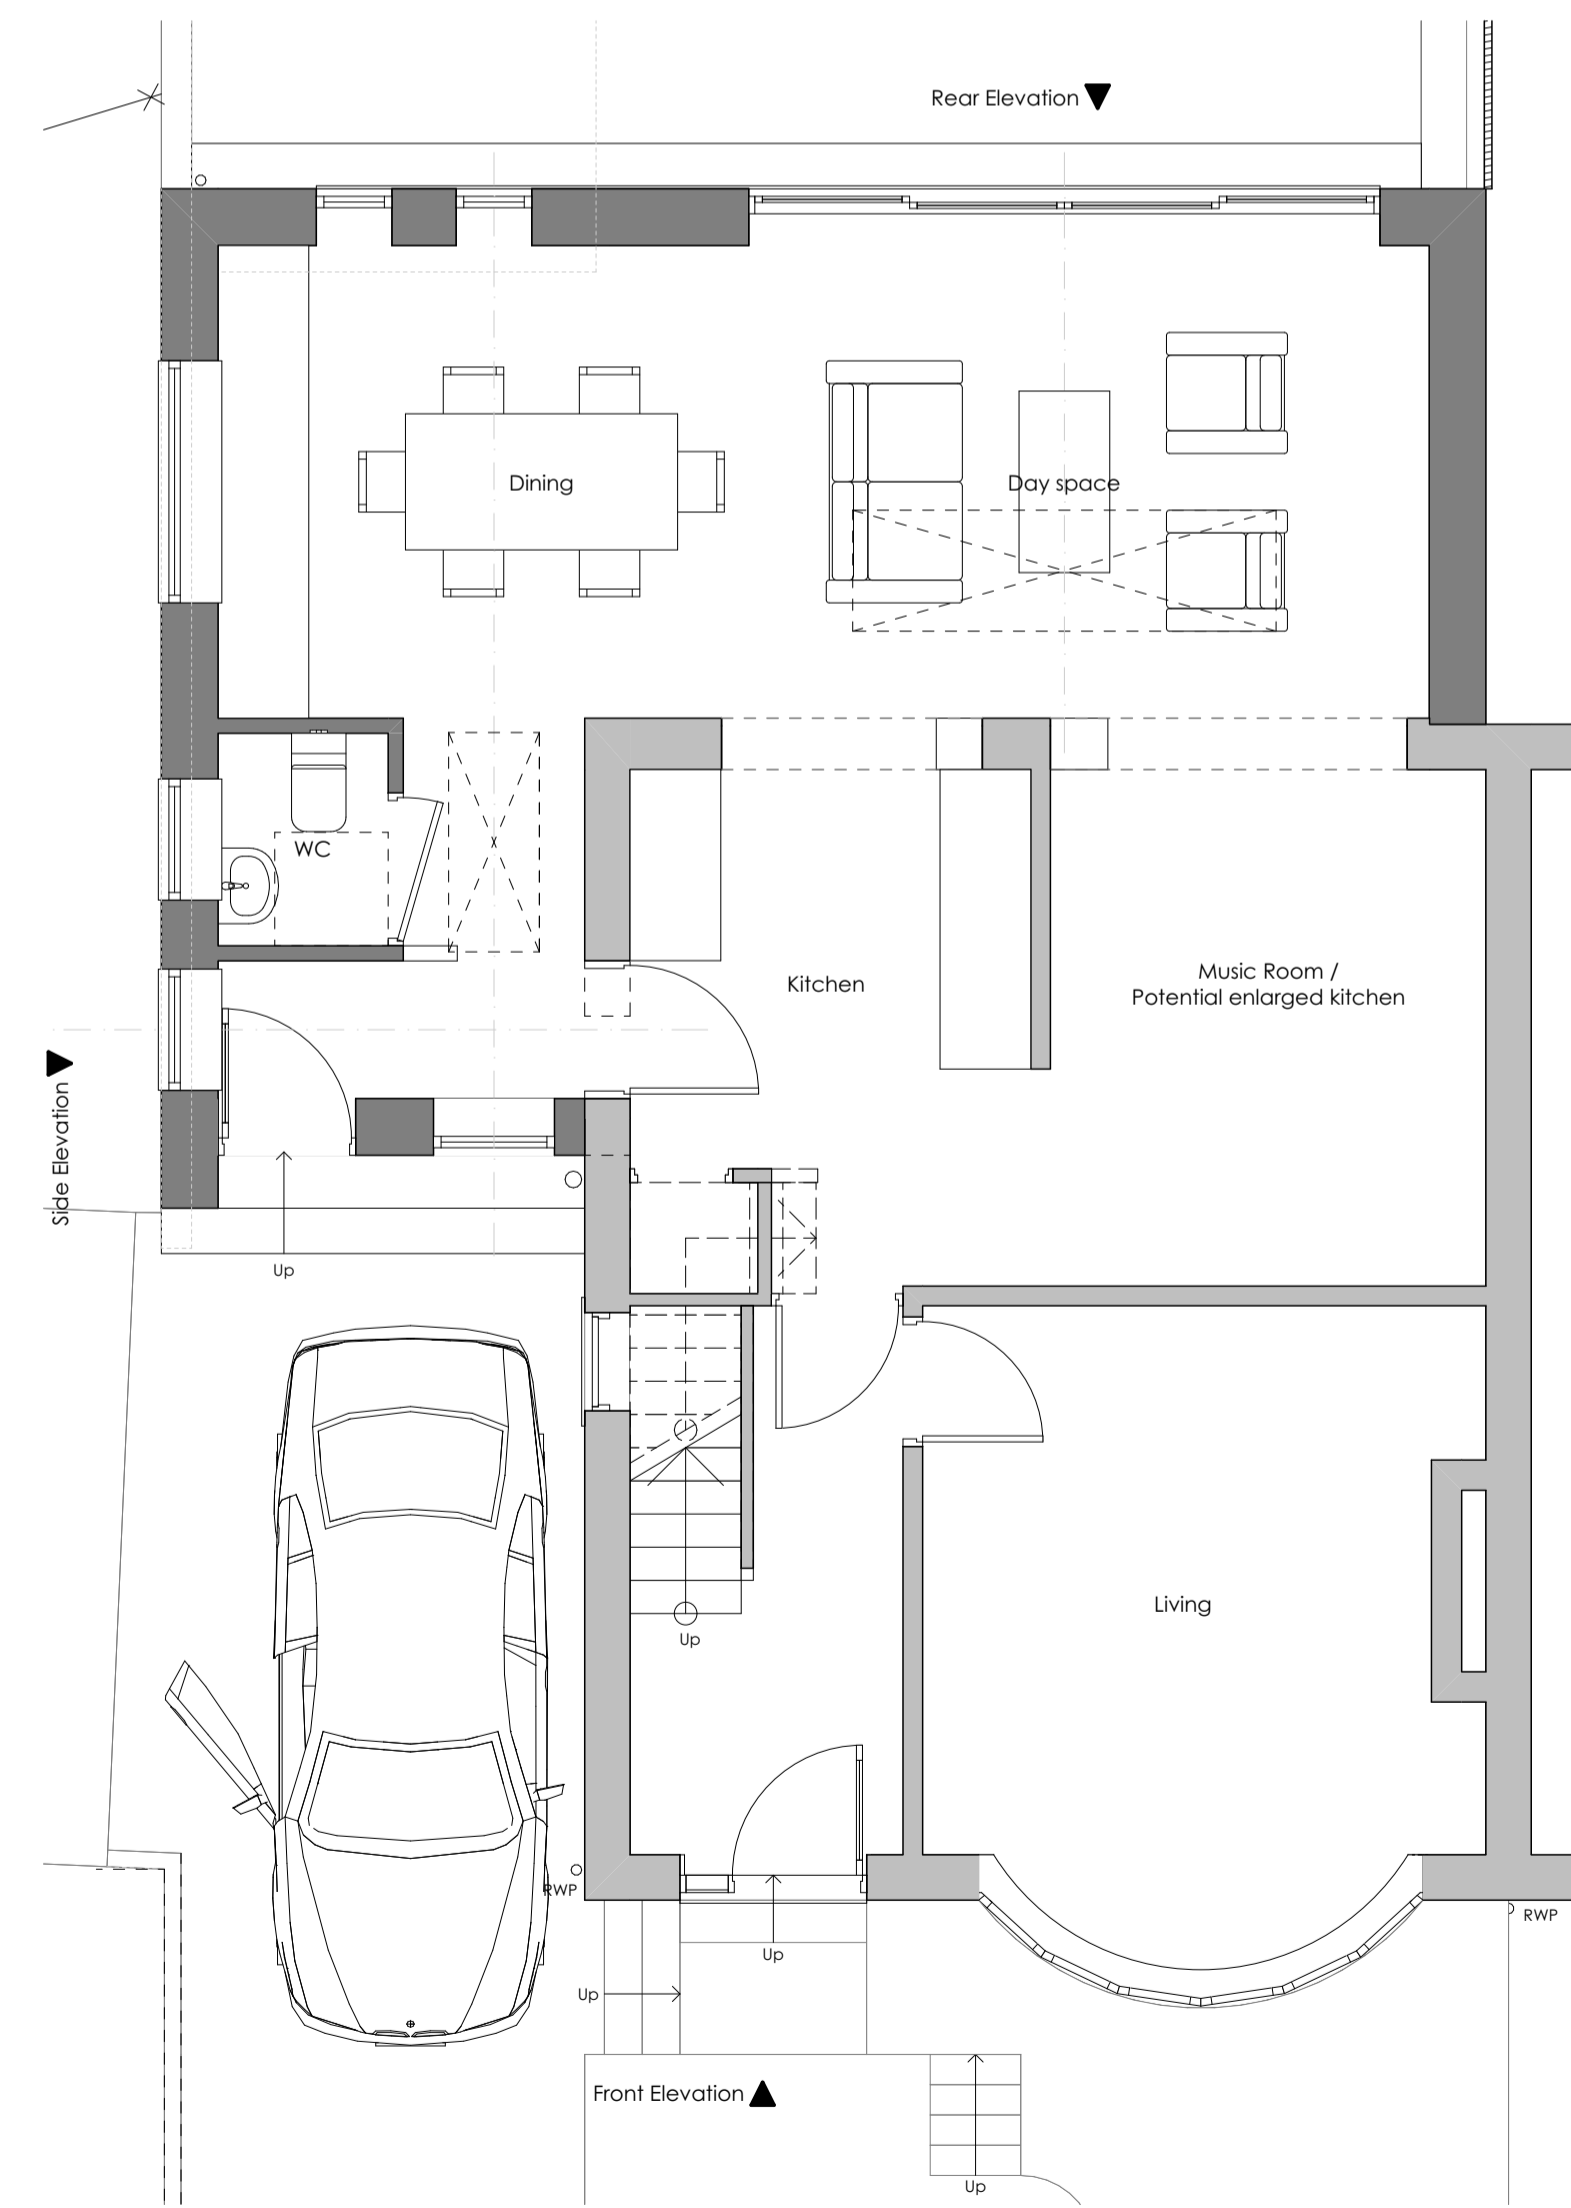 Rear Elevation
Dining
Day space
WC
Kitchen
Music Room /
Potential enlarged kitchen
Side Elevation
Up
Living
Up
RWP
RWP
Up
Up
Front Elevation
Up